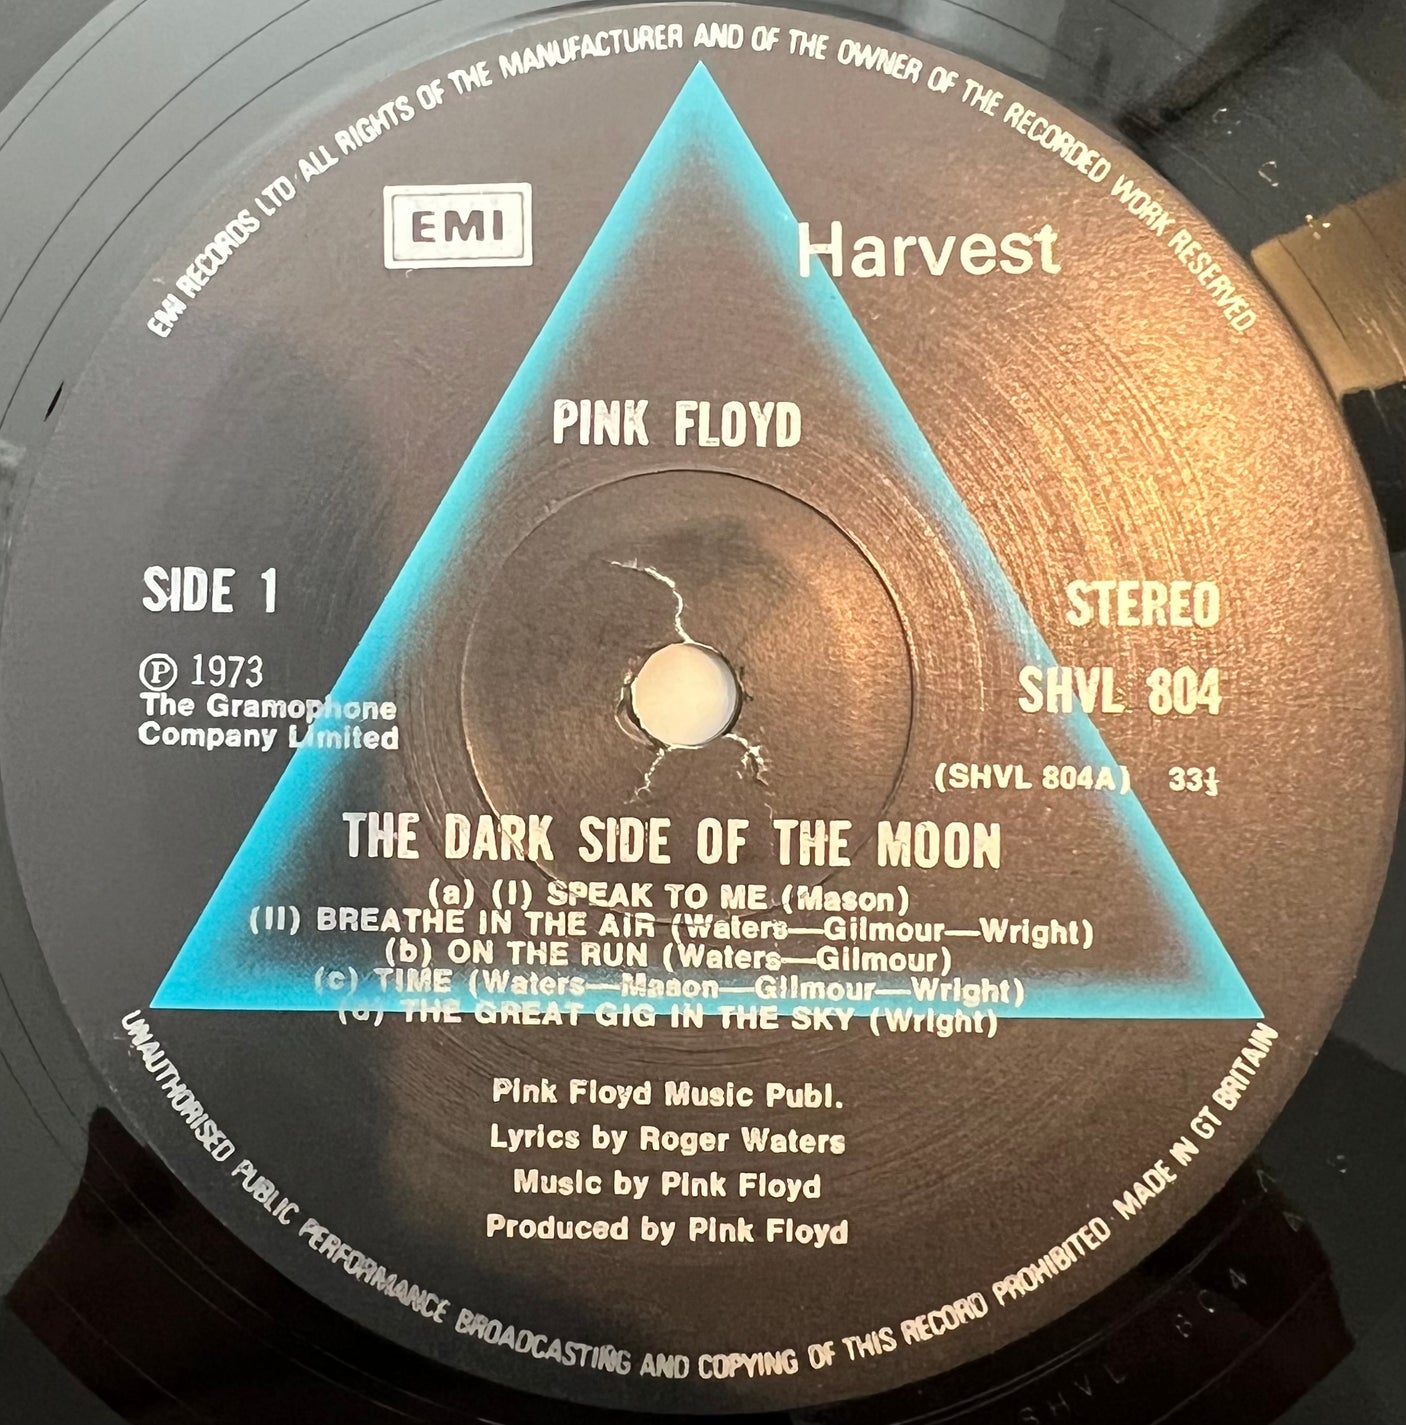 EMI RECORDS LTD ALL RIGHTS OF THE MANUFACTURER AND OF THE OWNER OF THE RECORDED WORK RESERVED
EMI
Harvest
PINK FLOYD
SIDE 1
STEREO
Ⓟ 1973
The Gramophone
Company Limited
SHVL 804
(SHVL 804A) 33⅓
THE DARK SIDE OF THE MOON
(a) (I) SPEAK TO ME (Mason)
(II) BREATHE IN THE AIR (Waters—Gilmour—Wright)
(b) ON THE RUN (Waters—Gilmour)
(c) TIME (Waters—Mason—Gilmour—Wright)
(d) THE GREAT GIG IN THE SKY (Wright)
Pink Floyd Music Publ.
Lyrics by Roger Waters
Music by Pink Floyd
Produced by Pink Floyd
UNAUTHORISED PUBLIC PERFORMANCE BROADCASTING AND COPYING OF THIS RECORD PROHIBITED MADE IN GT BRITAIN